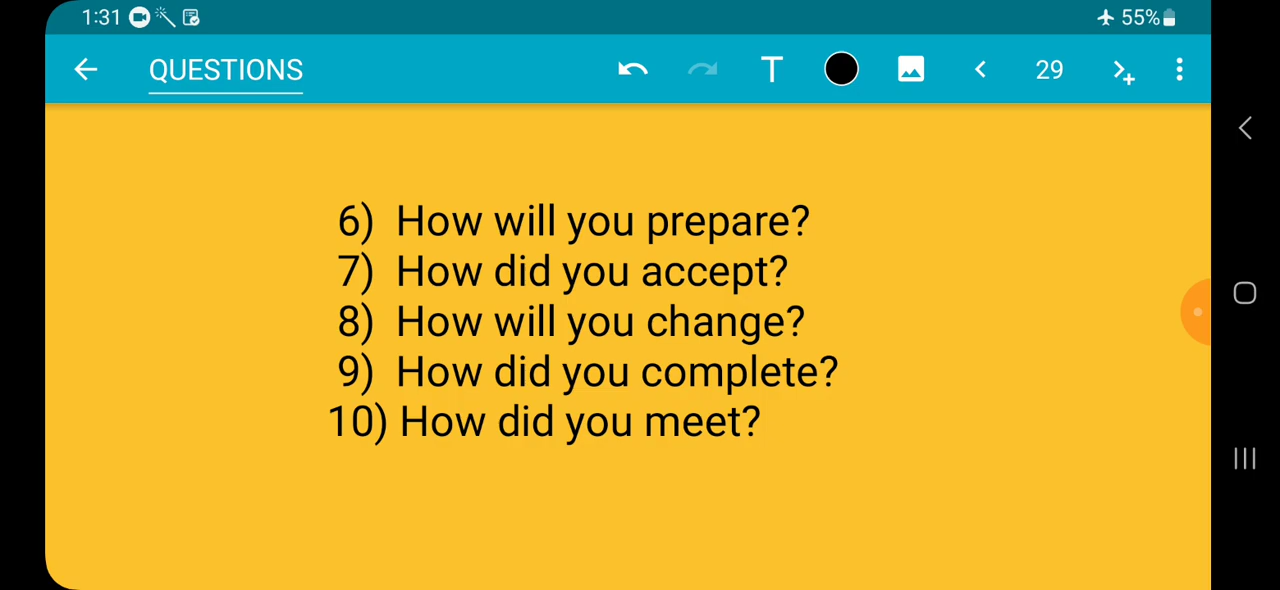 1:31 55%
QUESTIONS T 29
6) How will you prepare?
7) How did you accept?
8) How will you change?
9) How did you complete?
10) How did you meet?